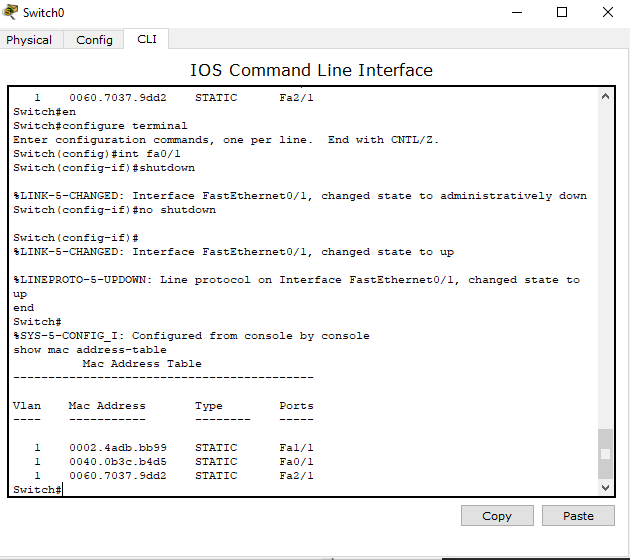 Switch0
Physical Config CLI
IOS Command Line Interface
1 0060.7037.9dd2 STATIC Fa2/1
Switch#en
Switch#configure terminal
Enter configuration commands, one per line. End with CNTL/Z.
Switch(config)#int fa0/1
Switch(config-if)#shutdown
%LINK-5-CHANGED: Interface FastEthernet0/1, changed state to administratively down
Switch(config-if)#no shutdown
Switch(config-if)#
%LINK-5-CHANGED: Interface FastEthernet0/1, changed state to up
%LINEPROTO-5-UPDOWN: Line protocol on Interface FastEthernet0/1, changed state to
up
end
Switch#
%SYS-5-CONFIG_I: Configured from console by console
show mac address-table
Mac Address Table
-------------------------------------------
Vlan Mac Address Type Ports
---- ----------- -------- -----
1 0002.4adb.bb99 STATIC Fa1/1
1 0040.0b3c.b4d5 STATIC Fa0/1
1 0060.7037.9dd2 STATIC Fa2/1
Switch#
Copy Paste